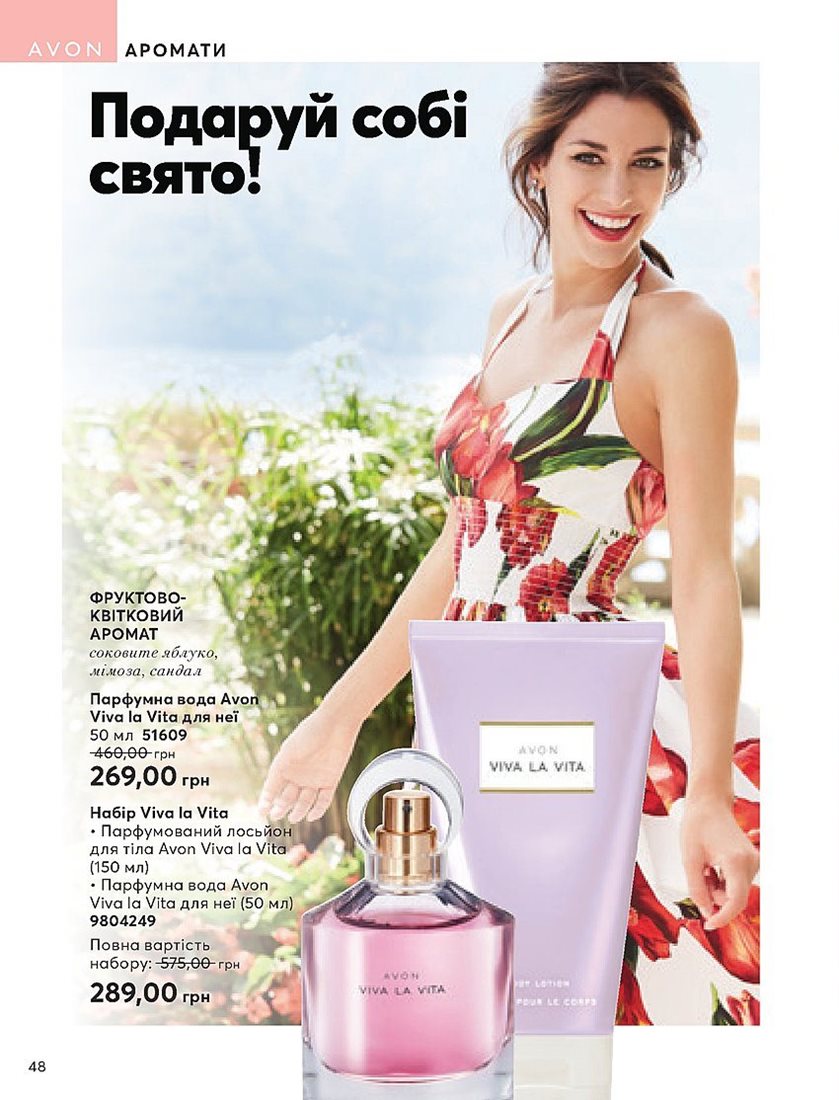 AVON АРОМАТИ
Подаруй собі
свято!
ФРУКТОВО-
КВІТКОВИЙ
АРОМАТ
соковите яблуко,
мімоза, сандал
Парфумна вода Avon
Viva la Vita для неї
50 мл 51609
460,00 грн
269,00 грн
Набір Viva la Vita
• Парфумований лосьйон
для тіла Avon Viva la Vita
(150 мл)
• Парфумна вода Avon
Viva la Vita для неї (50 мл)
9804249
Повна вартість
набору: 575,00 грн
289,00 грн
AVON
VIVA LA VITA
AVON
VIVA LA VITA
LOTION
POUR LE CORPS
48